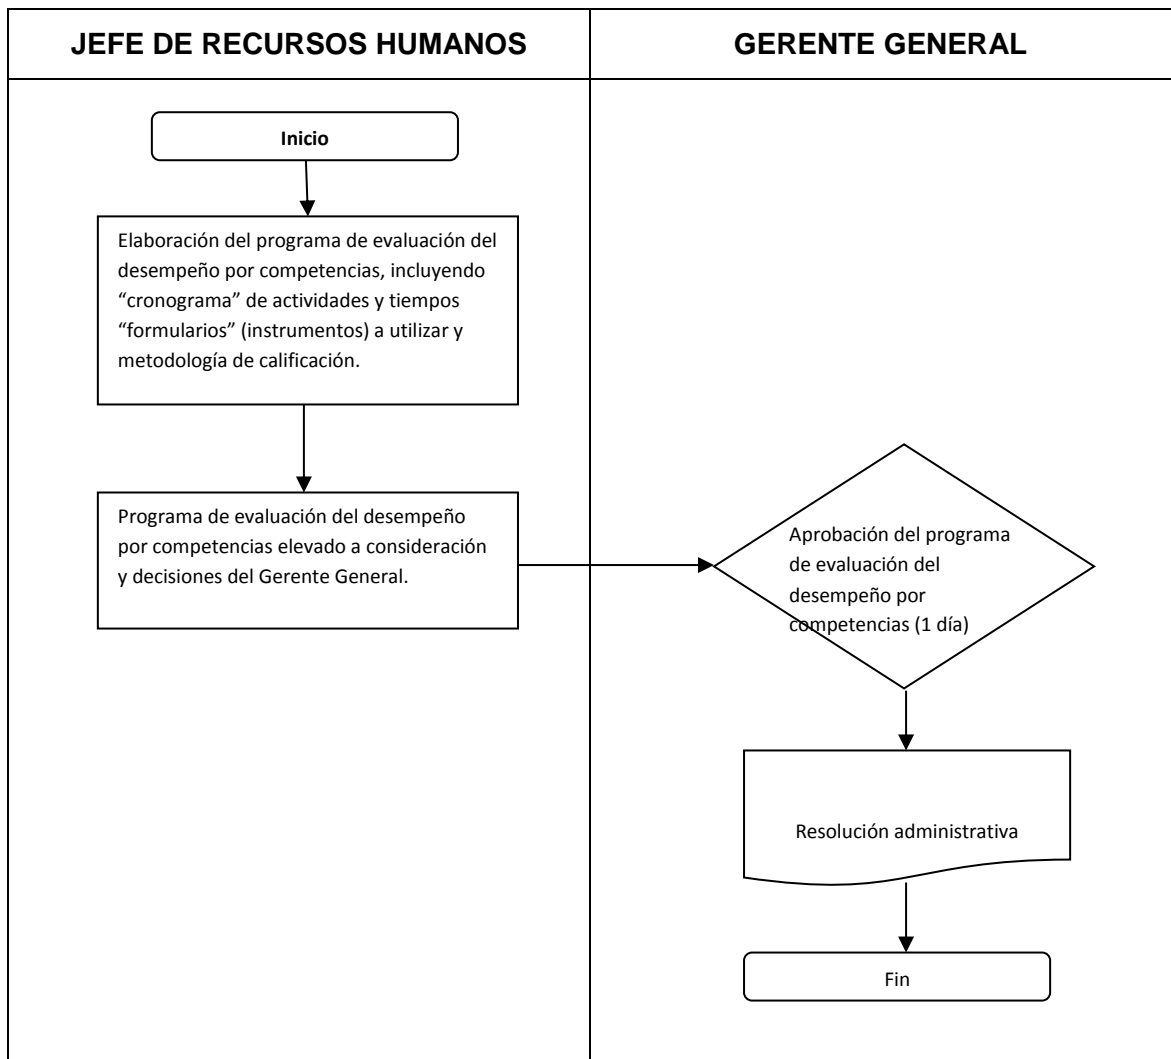 JEFE DE RECURSOS HUMANOS
GERENTE GENERAL
Inicio
Elaboración del programa de evaluación del
desempeño por competencias, incluyendo
“cronograma” de actividades y tiempos
“formularios” (instrumentos) a utilizar y
metodología de calificación.
Programa de evaluación del desempeño
por competencias elevado a consideración
y decisiones del Gerente General.
Aprobación del programa
de evaluación del
desempeño por
competencias (1 día)
Resolución administrativa
Fin